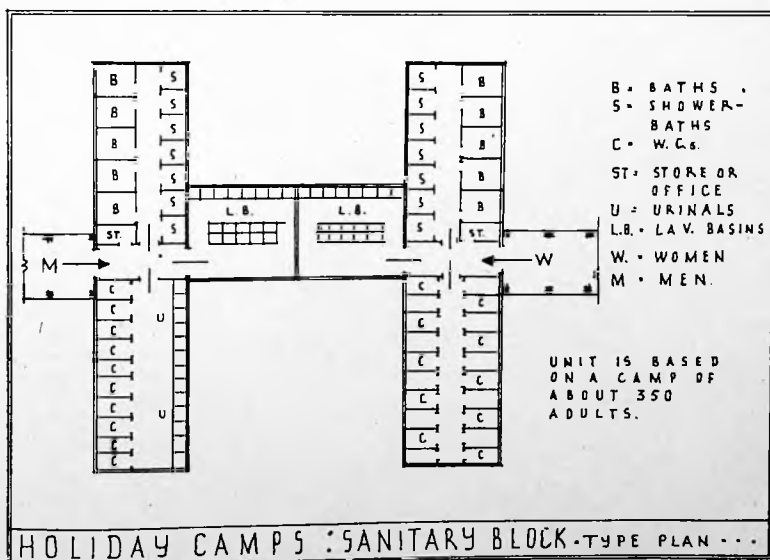 B S S B
B S S B
S S
B S S B
B S S B
B S S B
ST. S L.B. L.B. S ST.
M W
C C
C U C
C
C C
C
C C
C U
C C
C
C
B = BATHS .
S = SHOWER-
BATHS
C = W.Cs.
ST = STORE OR
OFFICE
U = URINALS
L.B. = LAV. BASINS
W. = WOMEN
M = MEN.
UNIT IS BASED
ON A CAMP OF
ABOUT 350
ADULTS.
HOLIDAY CAMPS : SANITARY BLOCK · TYPE PLAN ···